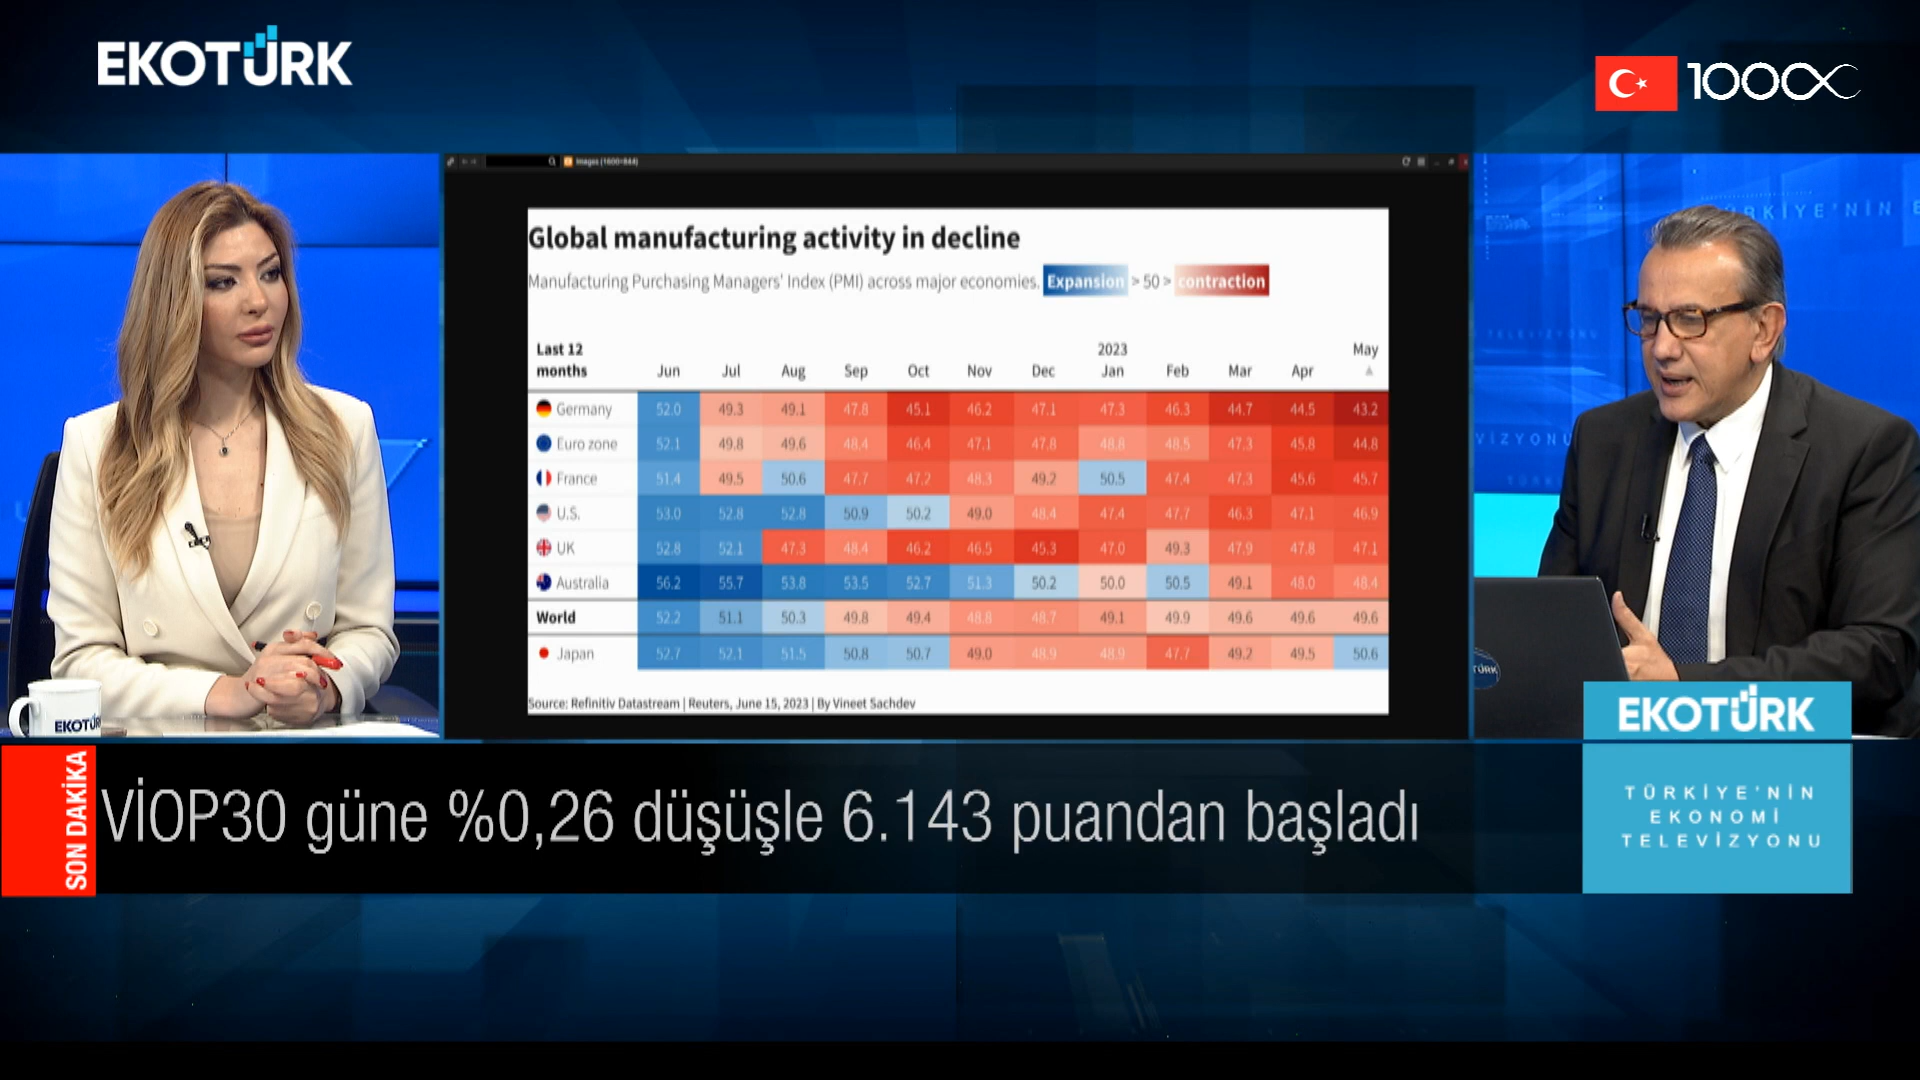 EKOTÜRK
images (1600×844)
Global manufacturing activity in decline
Manufacturing Purchasing Managers' Index (PMI) across major economies. Expansion > 50 > contraction
Last 12 months Jun Jul Aug Sep Oct Nov Dec 2023 Jan Feb Mar Apr May
Germany 52.0 49.3 49.1 47.8 45.1 46.2 47.1 47.3 46.3 44.7 44.5 43.2
Euro zone 52.1 49.8 49.6 48.4 46.4 47.1 47.8 48.8 48.5 47.3 45.8 44.8
France 51.4 49.5 50.6 47.7 47.2 48.3 49.2 50.5 47.4 47.3 45.6 45.7
U.S. 53.0 52.8 52.8 50.9 50.2 49.0 48.4 47.4 47.7 46.3 47.1 46.9
UK 52.8 52.1 47.3 48.4 46.2 46.5 45.3 47.0 49.3 47.9 47.8 47.1
Australia 56.2 55.7 53.8 53.5 52.7 51.3 50.2 50.0 50.5 49.1 48.0 48.4
World 52.2 51.1 50.3 49.8 49.4 48.8 48.7 49.1 49.9 49.6 49.6 49.6
Japan 52.7 52.1 51.5 50.8 50.7 49.0 48.9 48.9 47.7 49.2 49.5 50.6
Source: Refinitiv Datastream | Reuters, June 15, 2023 | By Vineet Sachdev
EKOTÜRK
EKOTÜRK
TÜRKİYE'NİN
EKONOMİ
TELEVİZYONU
SON DAKİKA
VİOP30 güne %0,26 düşüşle 6.143 puandan başladı